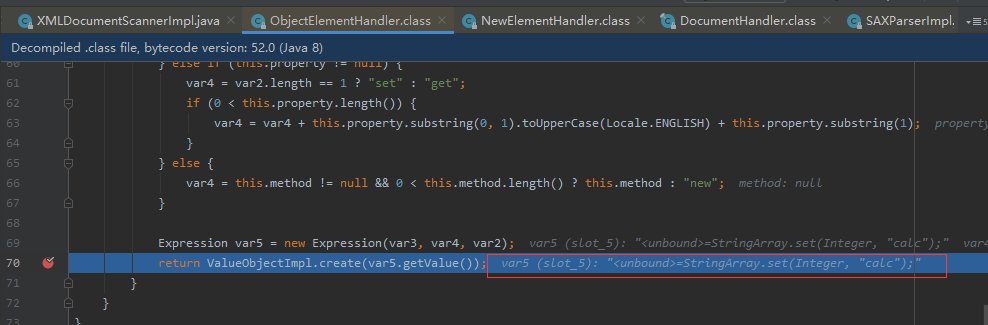 XMLDocumentScannerImpl.java × ObjectElementHandler.class × NewElementHandler.class × DocumentHandler.class × SAXParserImpl.
Decompiled .class file, bytecode version: 52.0 (Java 8)
60 } else if (this.property != null) {
61 var4 = var2.length == 1 ? "set" : "get";
62 if (0 < this.property.length()) {
63 var4 = var4 + this.property.substring(0, 1).toUpperCase(Locale.ENGLISH) + this.property.substring(1); property
64 }
65 } else {
66 var4 = this.method != null && 0 < this.method.length() ? this.method : "new"; method: null
67 }
68
69 Expression var5 = new Expression(var3, var4, var2); var5 (slot_5): "<unbound>=StringArray.set(Integer, "calc");" var4
70 return ValueObjectImpl.create(var5.getValue()); var5 (slot_5): "<unbound>=StringArray.set(Integer, "calc");"
71 }
72 }
73 }